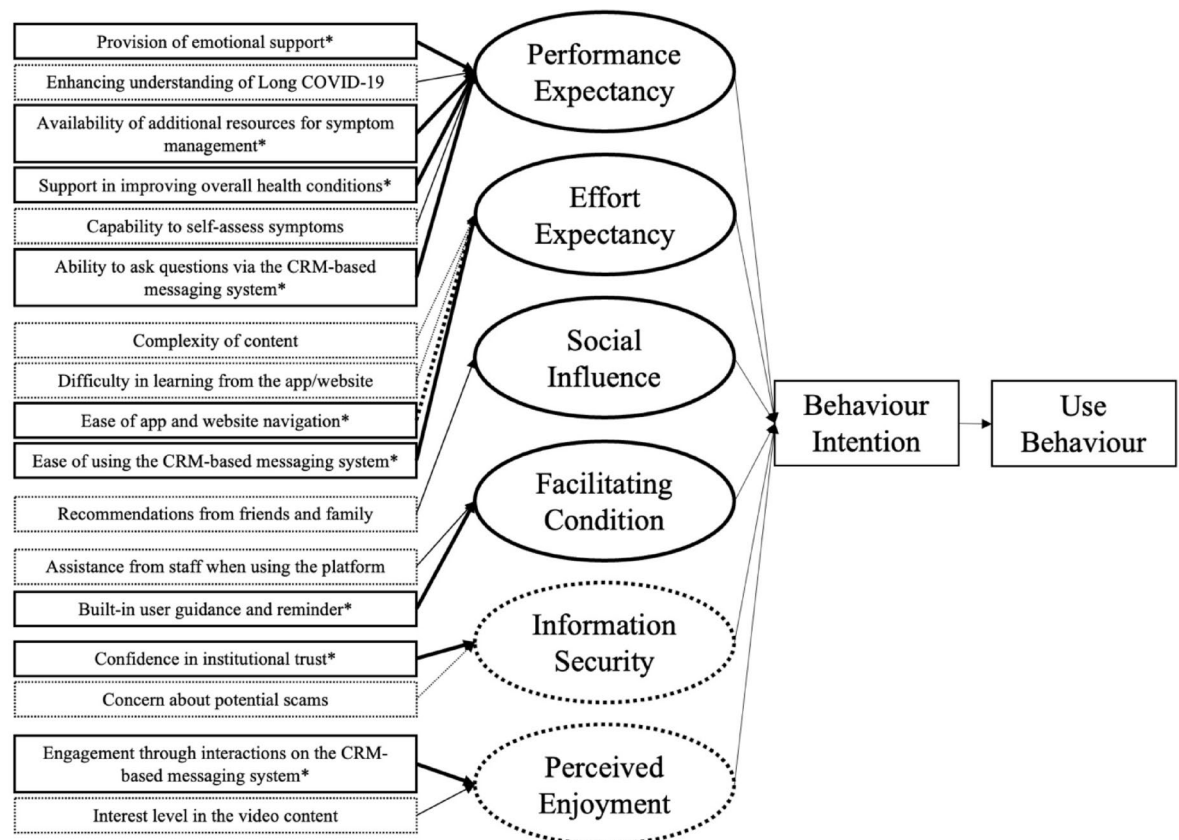 Provision of emotional support*
Enhancing understanding of Long COVID-19
Availability of additional resources for symptom
management*
Support in improving overall health conditions*
Capability to self-assess symptoms
Ability to ask questions via the CRM-based
messaging system*
Complexity of content
Difficulty in learning from the app/website
Ease of app and website navigation*
Ease of using the CRM-based messaging system*
Recommendations from friends and family
Assistance from staff when using the platform
Built-in user guidance and reminder*
Confidence in institutional trust*
Concern about potential scams
Engagement through interactions on the CRM-
based messaging system*
Interest level in the video content
Performance
Expectancy
Effort
Expectancy
Social
Influence
Facilitating
Condition
Information
Security
Perceived
Enjoyment
Behaviour
Intention
Use
Behaviour